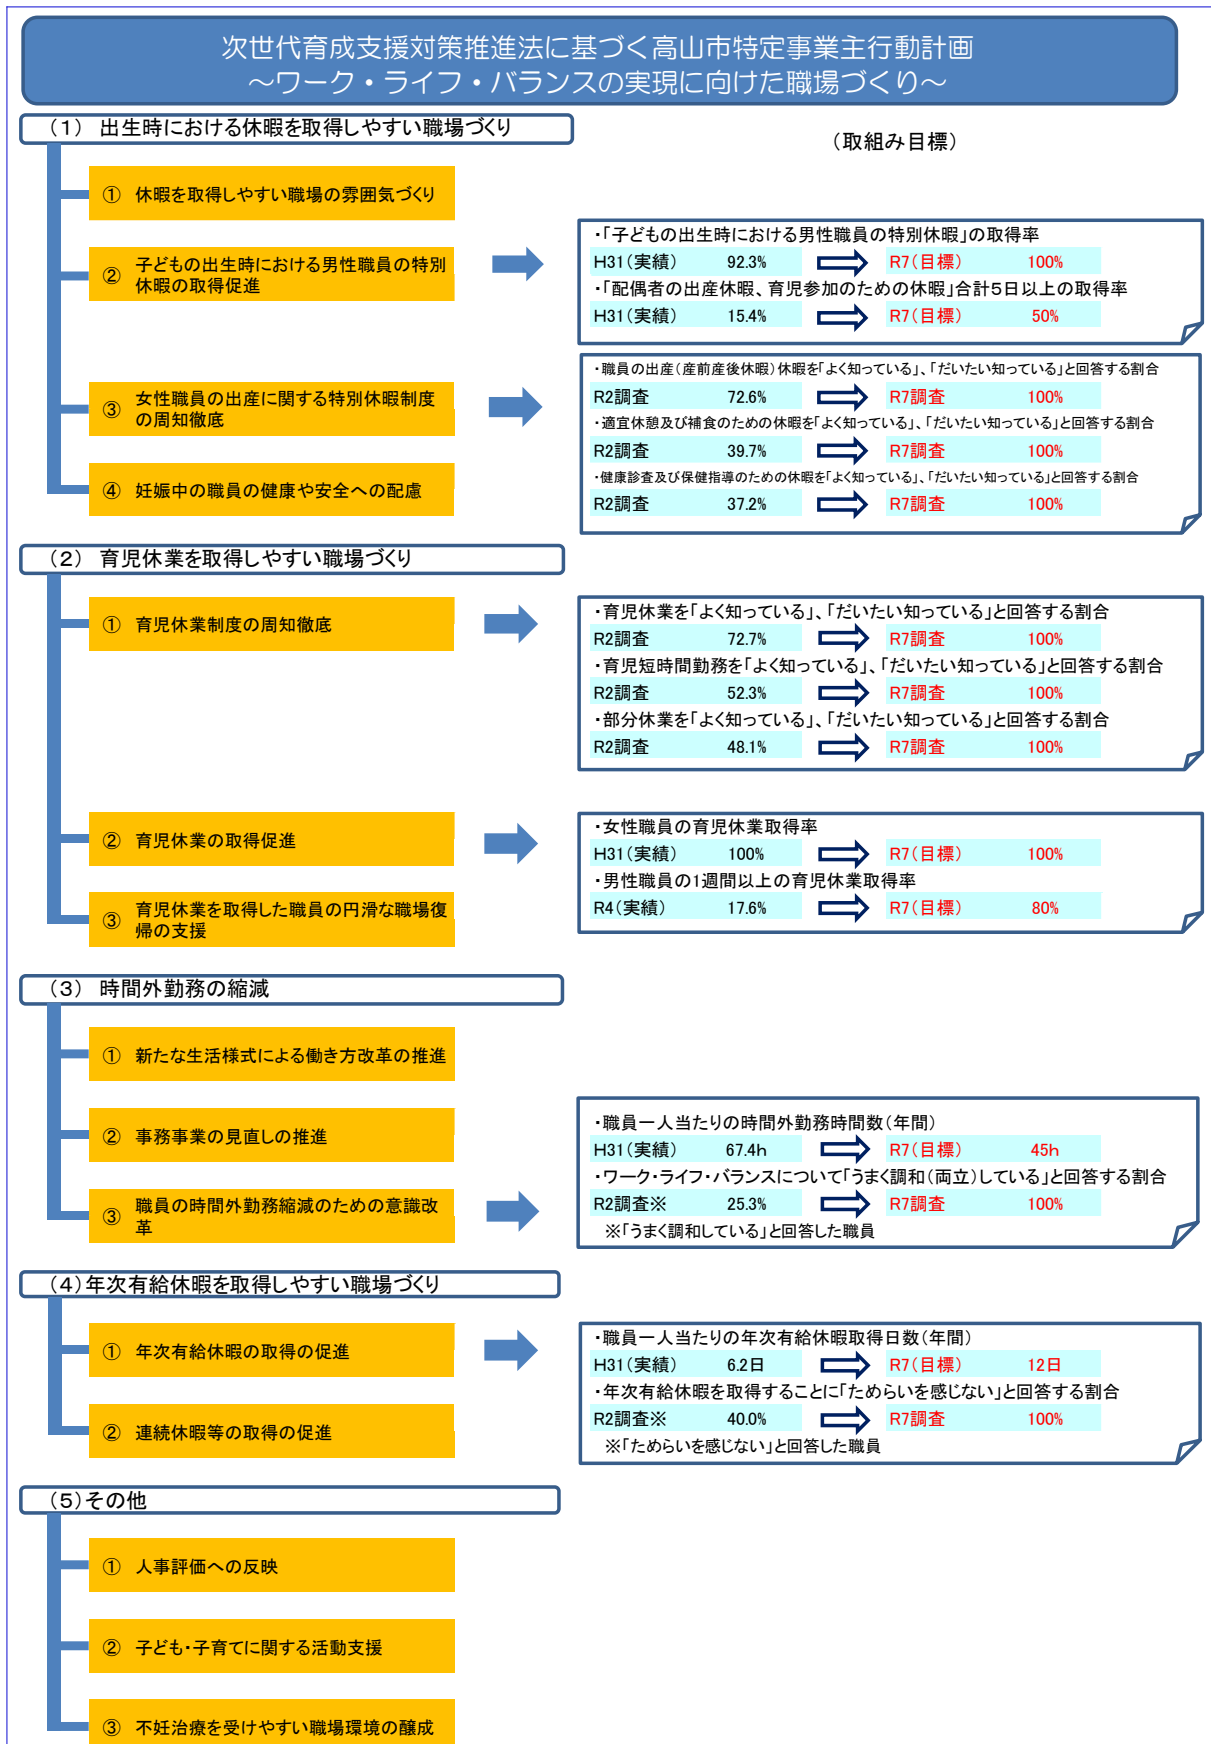 次世代育成支援対策推進法に基づく高山市特定事業主行動計画
～ワーク・ライフ・バランスの実現に向けた職場づくり～
（１） 出生時における休暇を取得しやすい職場づくり
（取組み目標）
① 休暇を取得しやすい職場の雰囲気づくり
② 子どもの出生時における男性職員の特別
休暇の取得促進
・「子どもの出生時における男性職員の特別休暇」の取得率
H31（実績） 92.3% R7（目標） 100%
・「配偶者の出産休暇、育児参加のための休暇」合計５日以上の取得率
H31（実績） 15.4% R7（目標） 50%
③ 女性職員の出産に関する特別休暇制度
の周知徹底
④ 妊娠中の職員の健康や安全への配慮
・職員の出産（産前産後休暇）休暇を「よく知っている」、「だいたい知っている」と回答する割合
R2調査 72.6% R7調査 100%
・適宜休憩及び補食のための休暇を「よく知っている」、「だいたい知っている」と回答する割合
R2調査 39.7% R7調査 100%
・健康診査及び保健指導のための休暇を「よく知っている」、「だいたい知っている」と回答する割合
R2調査 37.2% R7調査 100%
（２） 育児休業を取得しやすい職場づくり
① 育児休業制度の周知徹底
・育児休業を「よく知っている」、「だいたい知っている」と回答する割合
R2調査 72.7% R7調査 100%
・育児短時間勤務を「よく知っている」、「だいたい知っている」と回答する割合
R2調査 52.3% R7調査 100%
・部分休業を「よく知っている」、「だいたい知っている」と回答する割合
R2調査 48.1% R7調査 100%
② 育児休業の取得促進
③ 育児休業を取得した職員の円滑な職場復
帰の支援
・女性職員の育児休業取得率
H31（実績） 100% R7（目標） 100%
・男性職員の1週間以上の育児休業取得率
R4（実績） 17.6% R7（目標） 80%
（３） 時間外勤務の縮減
① 新たな生活様式による働き方改革の推進
② 事務事業の見直しの推進
③ 職員の時間外勤務縮減のための意識改
革
・職員一人当たりの時間外勤務時間数（年間）
H31（実績） 67.4h R7（目標） 45h
・ワーク・ライフ・バランスについて「うまく調和（両立）している」と回答する割合
R2調査※ 25.3% R7調査 100%
※「うまく調和している」と回答した職員
（４）年次有給休暇を取得しやすい職場づくり
① 年次有給休暇の取得の促進
② 連続休暇等の取得の促進
・職員一人当たりの年次有給休暇取得日数（年間）
H31（実績） 6.2日 R7（目標） 12日
・年次有給休暇を取得することに「ためらいを感じない」と回答する割合
R2調査※ 40.0% R7調査 100%
※「ためらいを感じない」と回答した職員
（５）その他
① 人事評価への反映
② 子ども・子育てに関する活動支援
③ 不妊治療を受けやすい職場環境の醸成